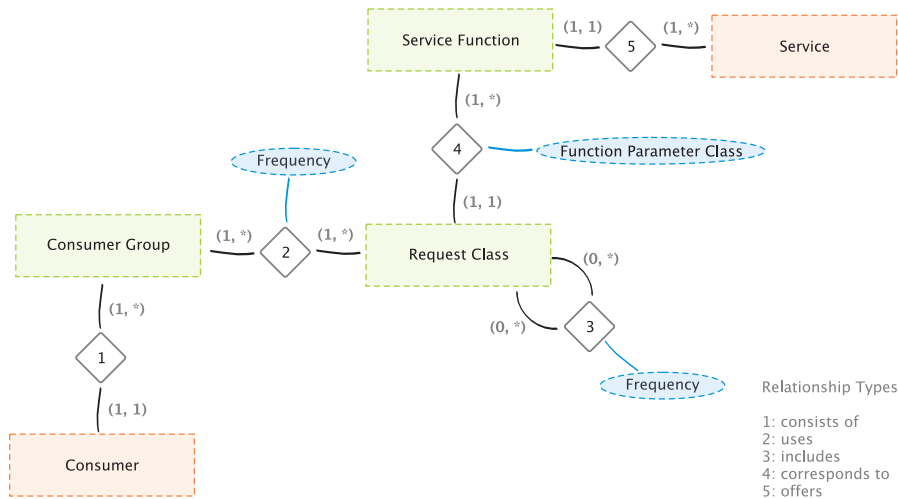 Service Function
(1, 1)
5
(1, *)
Service
(1, *)
4
Function Parameter Class
Frequency
(1, 1)
Consumer Group
(1, *)
2
(1, *)
Request Class
(0, *)
(0, *)
3
(1, *)
1
Frequency
(1, 1)
Consumer
Relationship Types
1: consists of
2: uses
3: includes
4: corresponds to
5: offers